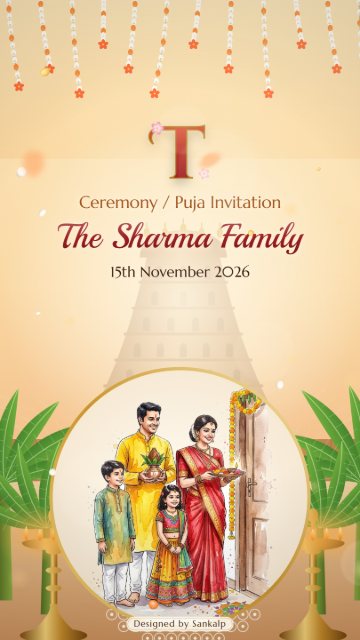 T
Ceremony / Puja Invitation
The Sharma Family
15th November 2026
Designed by Sankalp